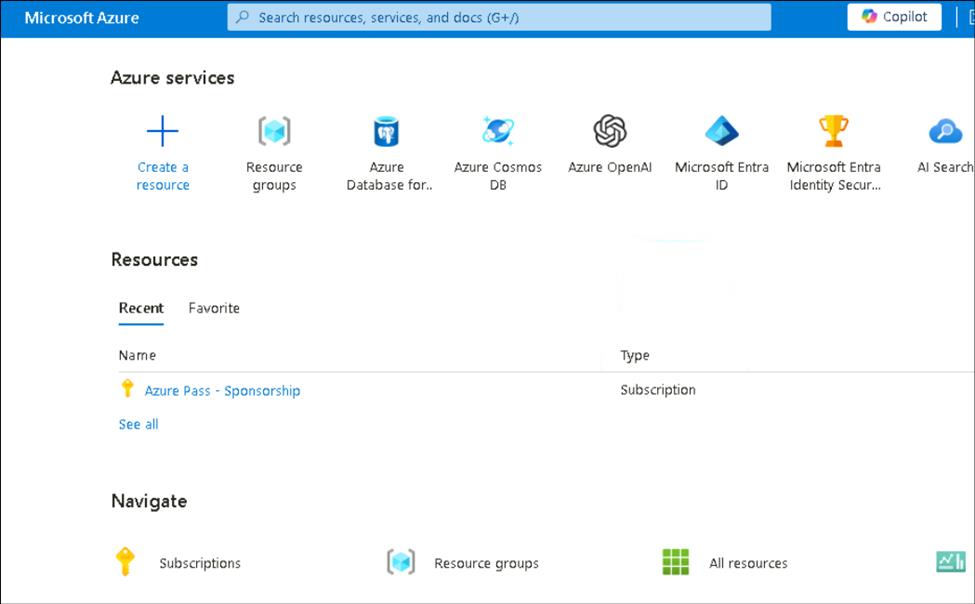 Microsoft Azure
Search resources, services, and docs (G+/)
Copilot
Azure services
Create a
resource
Resource
groups
Azure
Database for..
Azure Cosmos
DB
Azure OpenAI
Microsoft Entra
ID
Microsoft Entra
Identity Secur...
AI Search
Resources
Recent Favorite
Name Type
Azure Pass - Sponsorship Subscription
See all
Navigate
Subscriptions Resource groups All resources